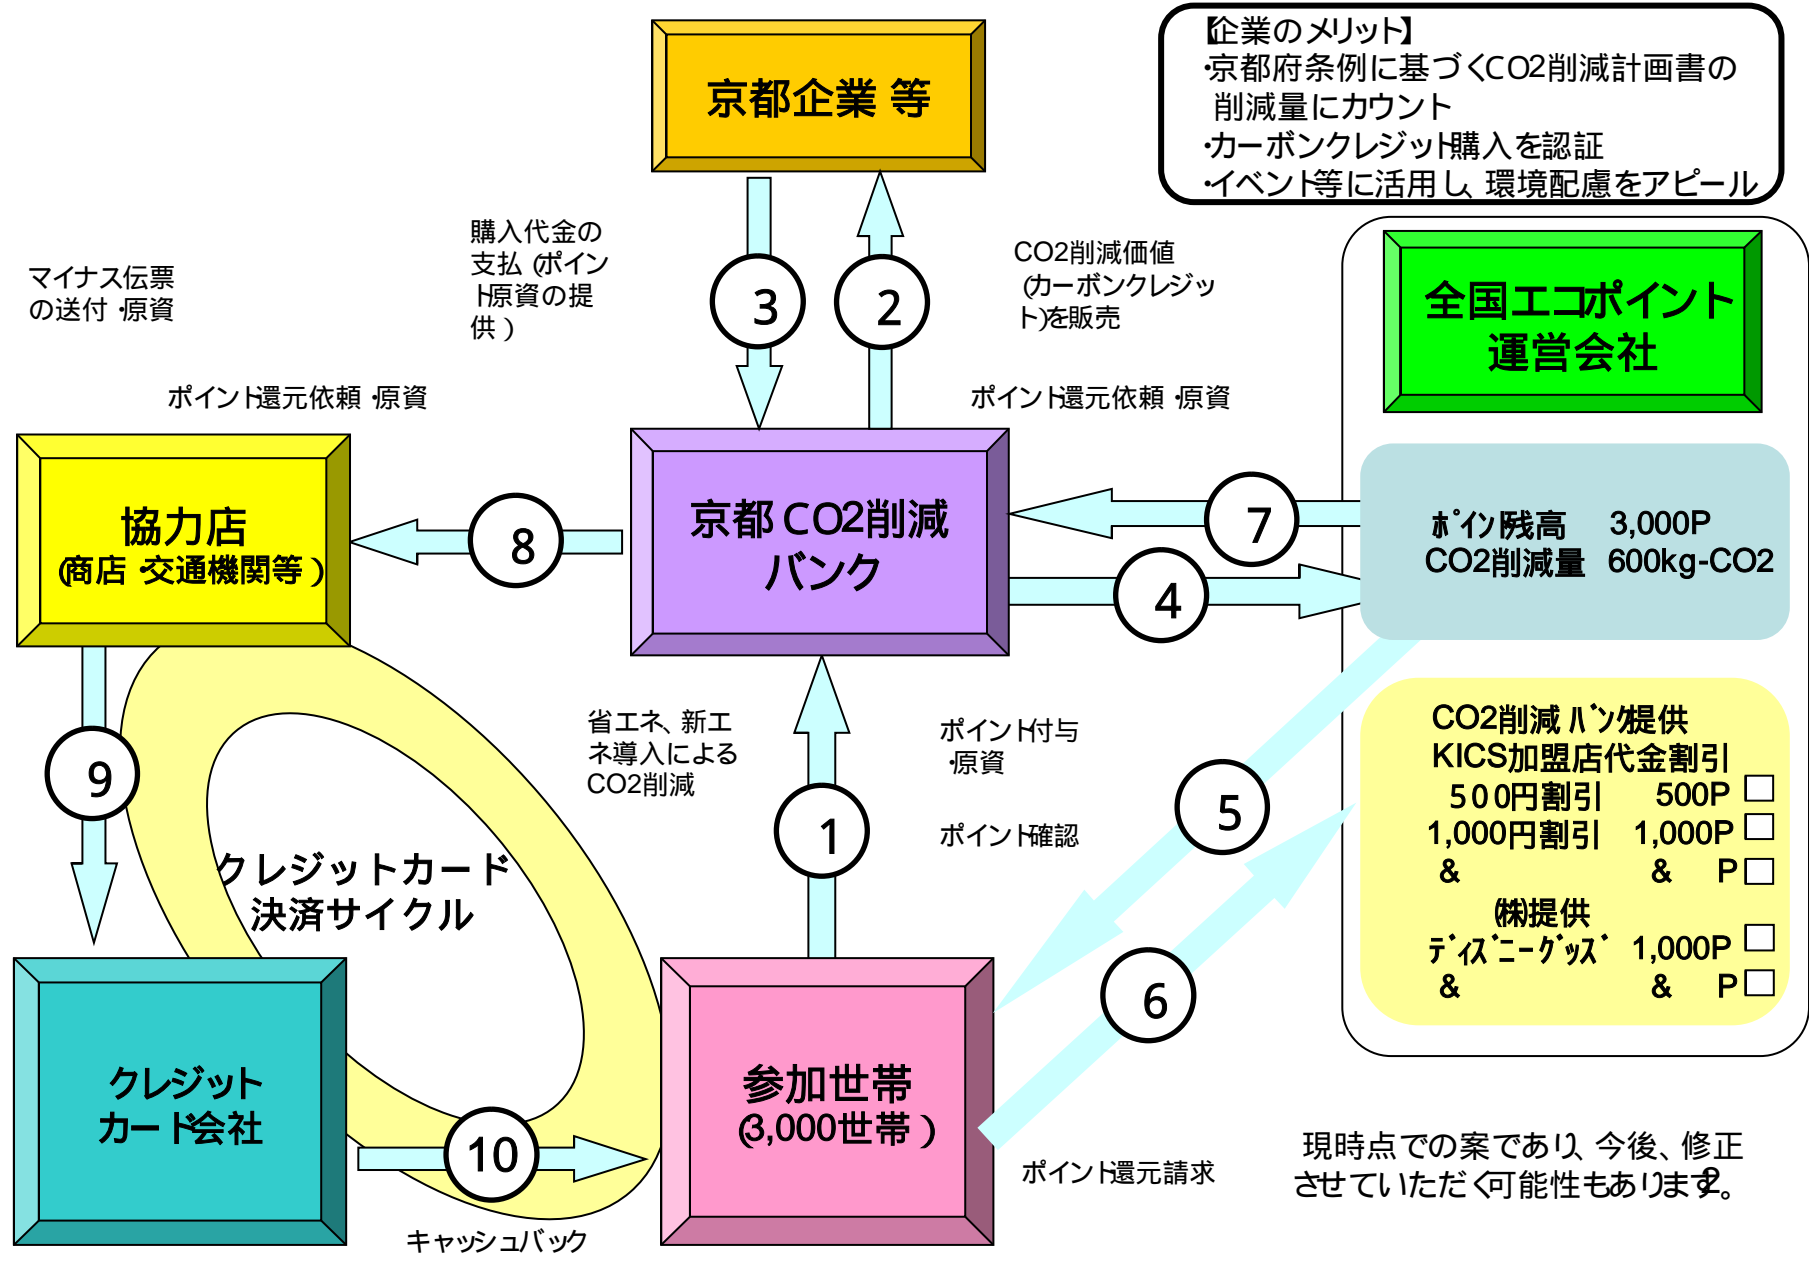 京都企業 等
【企業のメリット】
・京都府条例に基づくCO2削減計画書の
削減量にカウント
・カーボンクレジット購入を認証
・イベント等に活用し、環境配慮をアピール
マイナス伝票
の送付・原資
購入代金の
支払（ポイン
ト原資の提
供）
3
2
CO2削減価値
（カーボンクレジッ
ト)を販売
全国エコポイント
運営会社
ポイント還元依頼・原資
ポイント還元依頼・原資
協力店
(商店・交通機関等）
8
京都CO2削減
バンク
7
4
ﾎﾟｲﾝﾄ残高 3,000P
CO2削減量 600kg-CO2
9
クレジットカード
決済サイクル
省エネ、新エ
ネ導入による
CO2削減
1
ポイント付与
・原資
ポイント確認
5
6
CO2削減ﾊﾞﾝｸ提供
KICS加盟店代金割引
５００円割引 500P
1,000円割引 1,000P
& & P
㈱提供
ﾃﾞｨｽﾞﾆｰｸﾞｯｽﾞ 1,000P
& & P
クレジット
カード会社
10
キャッシュバック
参加世帯
(3,000世帯）
ポイント還元請求
現時点での案であり、今後、修正
させていただく可能性もあります。
2